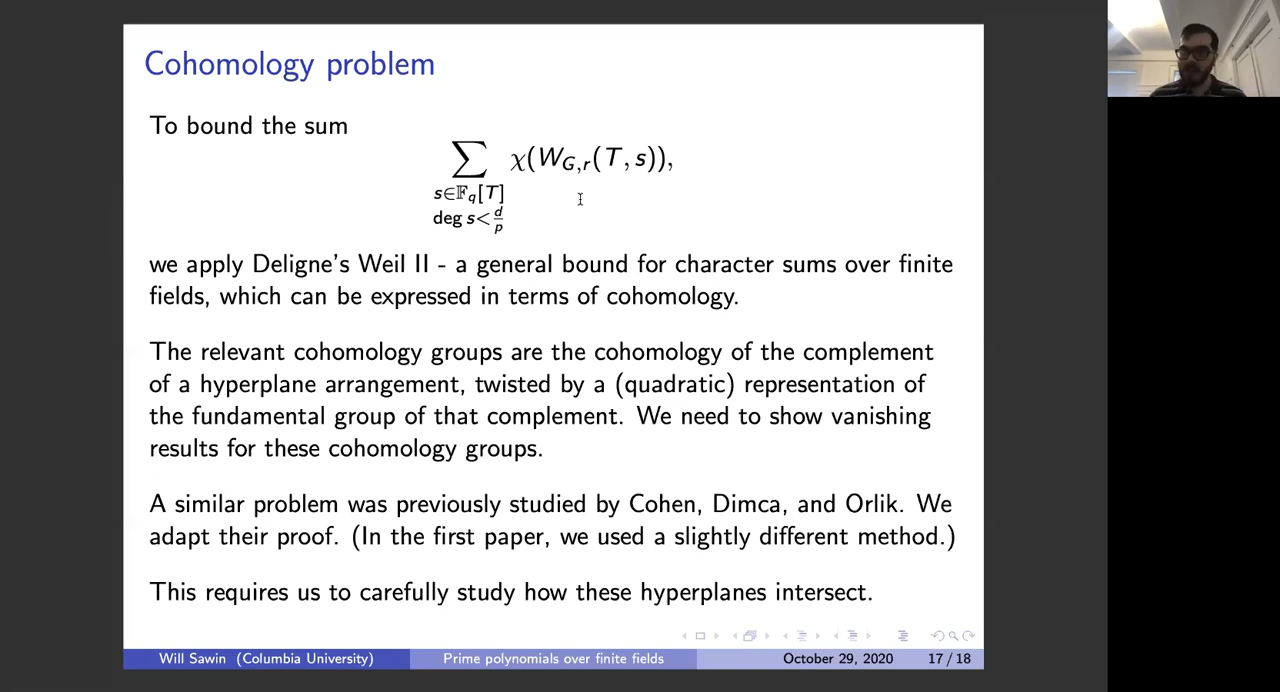 Cohomology problem
To bound the sum
∑ χ(W_{G,r}(T, s)),
s∈𝔽_q[T]
deg s< d/p
we apply Deligne's Weil II - a general bound for character sums over finite
fields, which can be expressed in terms of cohomology.
The relevant cohomology groups are the cohomology of the complement
of a hyperplane arrangement, twisted by a (quadratic) representation of
the fundamental group of that complement. We need to show vanishing
results for these cohomology groups.
A similar problem was previously studied by Cohen, Dimca, and Orlik. We
adapt their proof. (In the first paper, we used a slightly different method.)
This requires us to carefully study how these hyperplanes intersect.
Will Sawin (Columbia University) Prime polynomials over finite fields October 29, 2020 17 / 18